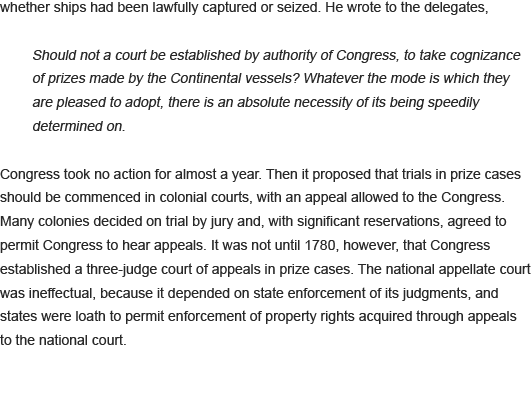 whether ships had been lawfully captured or seized. He wrote to the delegates,
Should not a court be established by authority of Congress, to take cognizance
of prizes made by the Continental vessels? Whatever the mode is which they
are pleased to adopt, there is an absolute necessity of its being speedily
determined on.
Congress took no action for almost a year. Then it proposed that trials in prize cases
should be commenced in colonial courts, with an appeal allowed to the Congress.
Many colonies decided on trial by jury and, with significant reservations, agreed to
permit Congress to hear appeals. It was not until 1780, however, that Congress
established a three-judge court of appeals in prize cases. The national appellate court
was ineffectual, because it depended on state enforcement of its judgments, and
states were loath to permit enforcement of property rights acquired through appeals
to the national court.